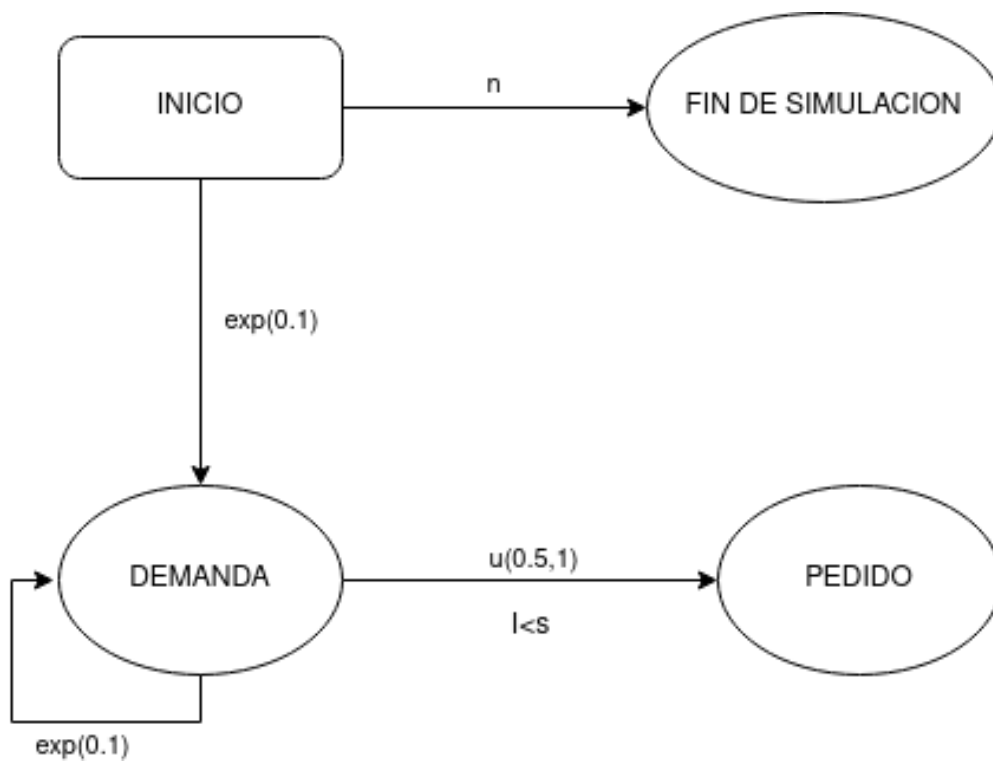 INICIO
n
FIN DE SIMULACION
exp(0.1)
DEMANDA
u(0.5,1)
I<s
PEDIDO
exp(0.1)